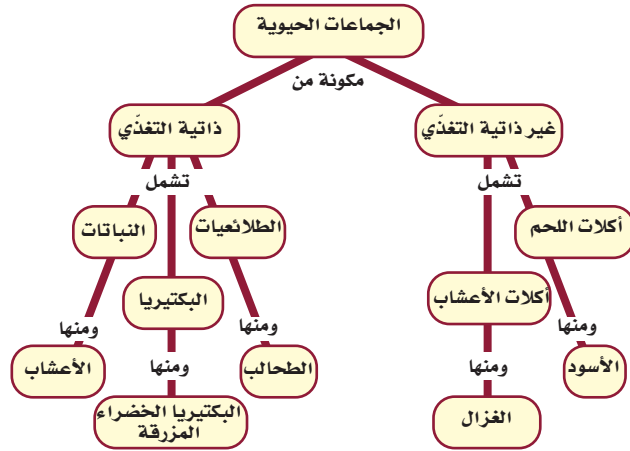 الجماعات الحيوية
مكونة من
غير ذاتية التغذّي
ذاتية التغذّي
تشمل
تشمل
أكلات اللحم
الطلائعيات
النباتات
أكلات الأعشاب
البكتيريا
ومنها
ومنها
ومنها
الأسود
ومنها
ومنها
الطحالب
الأعشاب
الغزال
البكتيريا الخضراء
المزرقة